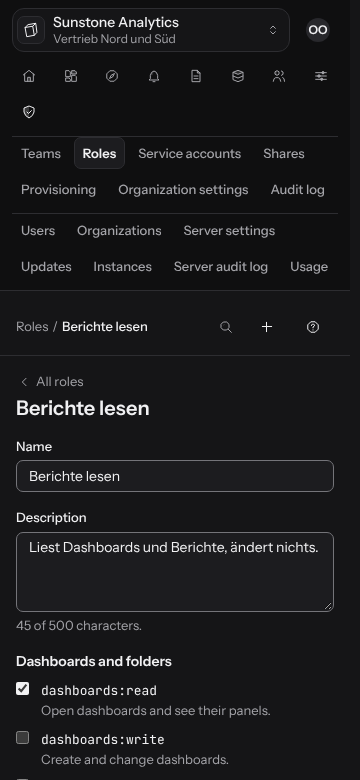 Sunstone Analytics
Vertrieb Nord und Süd
OO
Teams Roles Service accounts Shares
Provisioning Organization settings Audit log
Users Organizations Server settings
Updates Instances Server audit log Usage
Roles / Berichte lesen
All roles
Berichte lesen
Name
Berichte lesen
Description
Liest Dashboards und Berichte, ändert nichts.
45 of 500 characters.
Dashboards and folders
dashboards:read
Open dashboards and see their panels.
dashboards:write
Create and change dashboards.